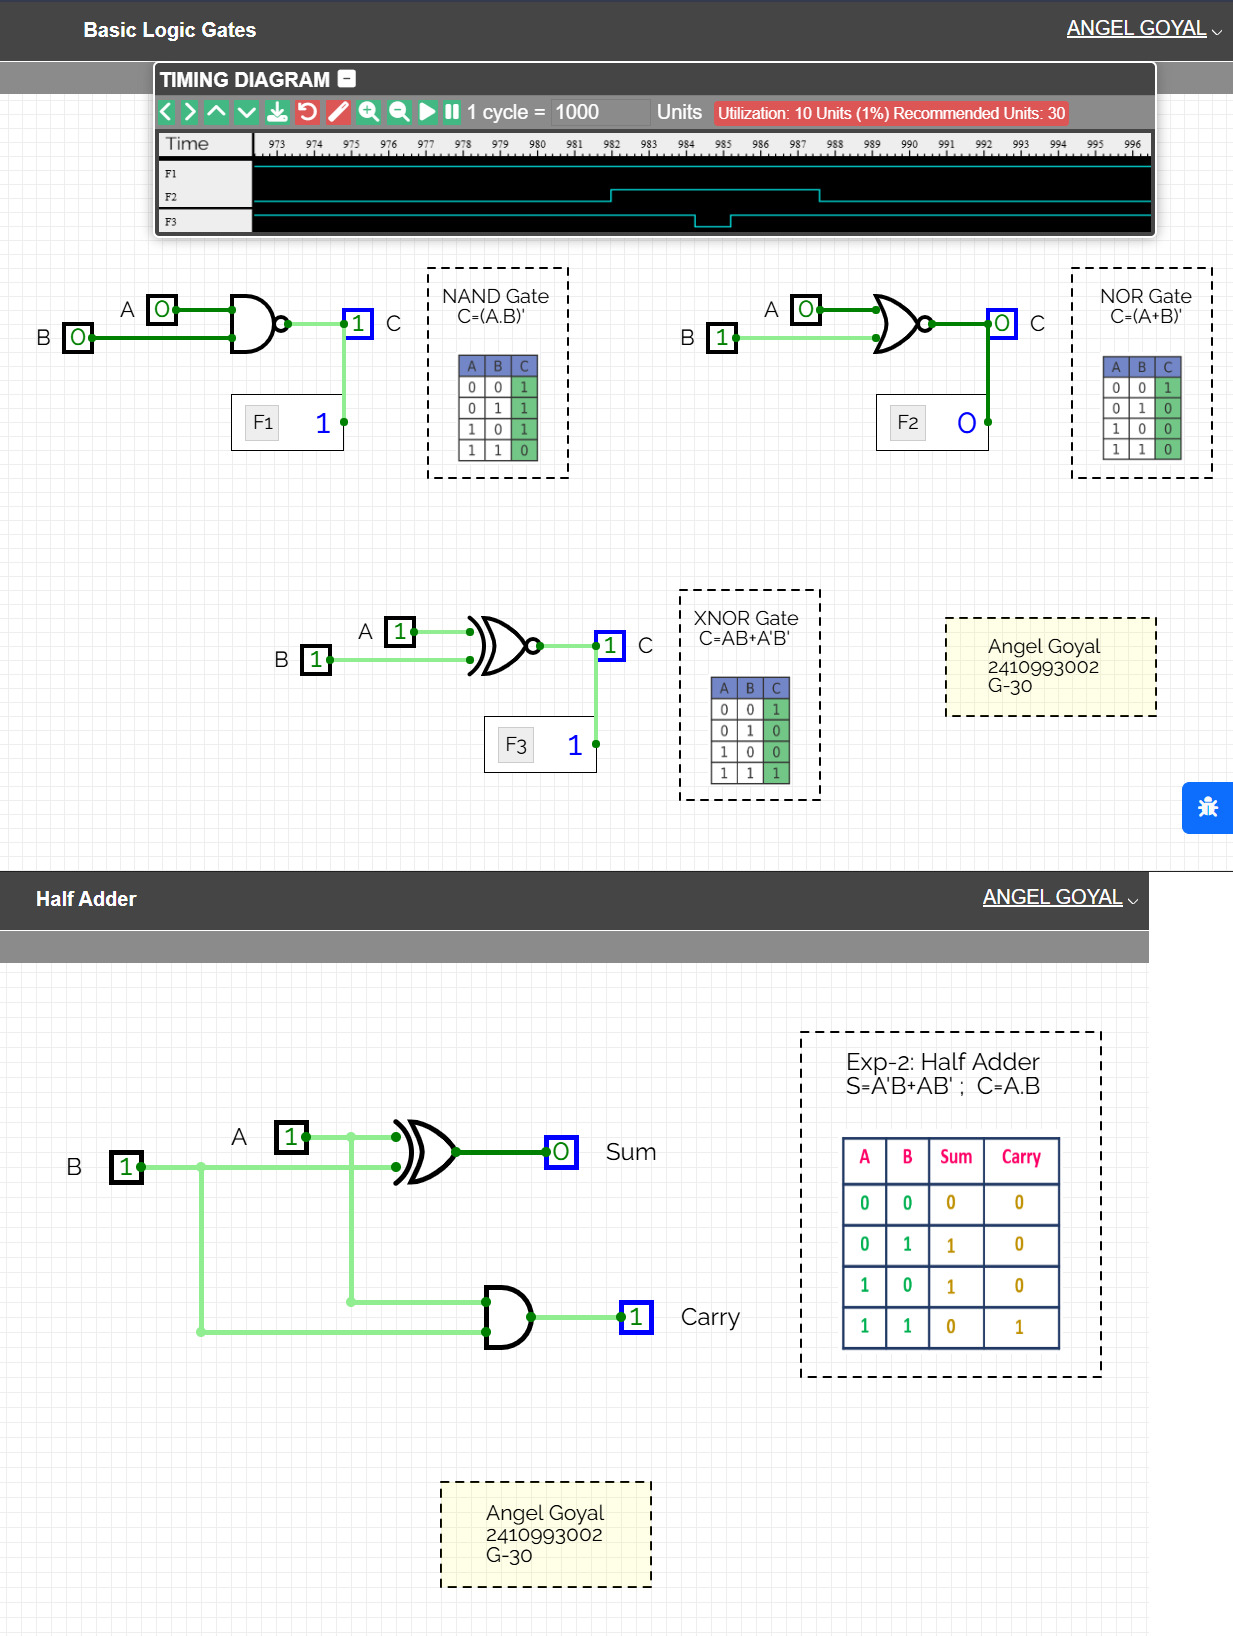 Basic Logic Gates
ANGEL GOYAL
TIMING DIAGRAM
1 cycle = 1000 Units Utilization: 10 Units (1%) Recommended Units: 30
Time 973 974 975 976 977 978 979 980 981 982 983 984 985 986 987 988 989 990 991 992 993 994 995 996
F1
F2
F3
A 0
B 0
1 C
F1 1
NAND Gate
C=(A.B)'
A B C
0 0 1
0 1 1
1 0 1
1 1 0
A 0
B 1
0 C
F2 0
NOR Gate
C=(A+B)'
A B C
0 0 1
0 1 0
1 0 0
1 1 0
A 1
B 1
1 C
F3 1
XNOR Gate
C=AB+A'B'
A B C
0 0 1
0 1 0
1 0 0
1 1 1
Angel Goyal
2410993002
G-30
Half Adder
ANGEL GOYAL
A 1
B 1
0 Sum
1 Carry
Exp-2: Half Adder
S=A'B+AB' ; C=A.B
A B Sum Carry
0 0 0 0
0 1 1 0
1 0 1 0
1 1 0 1
Angel Goyal
2410993002
G-30